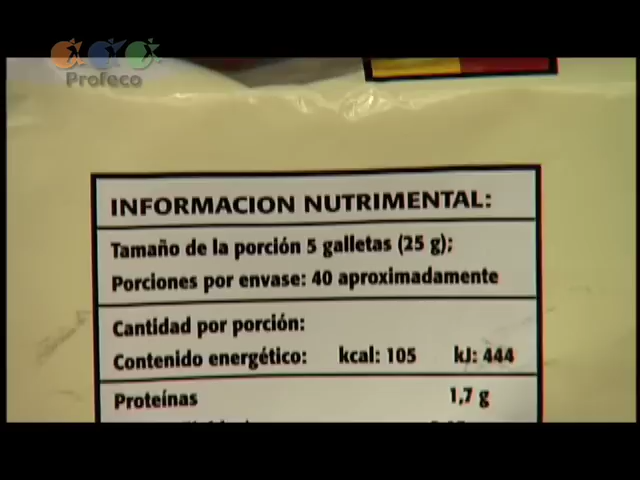 Profeco
INFORMACION NUTRIMENTAL:
Tamaño de la porción 5 galletas (25 g);
Porciones por envase: 40 aproximadamente
Cantidad por porción:
Contenido energético: kcal: 105 kJ: 444
Proteínas 1,7 g